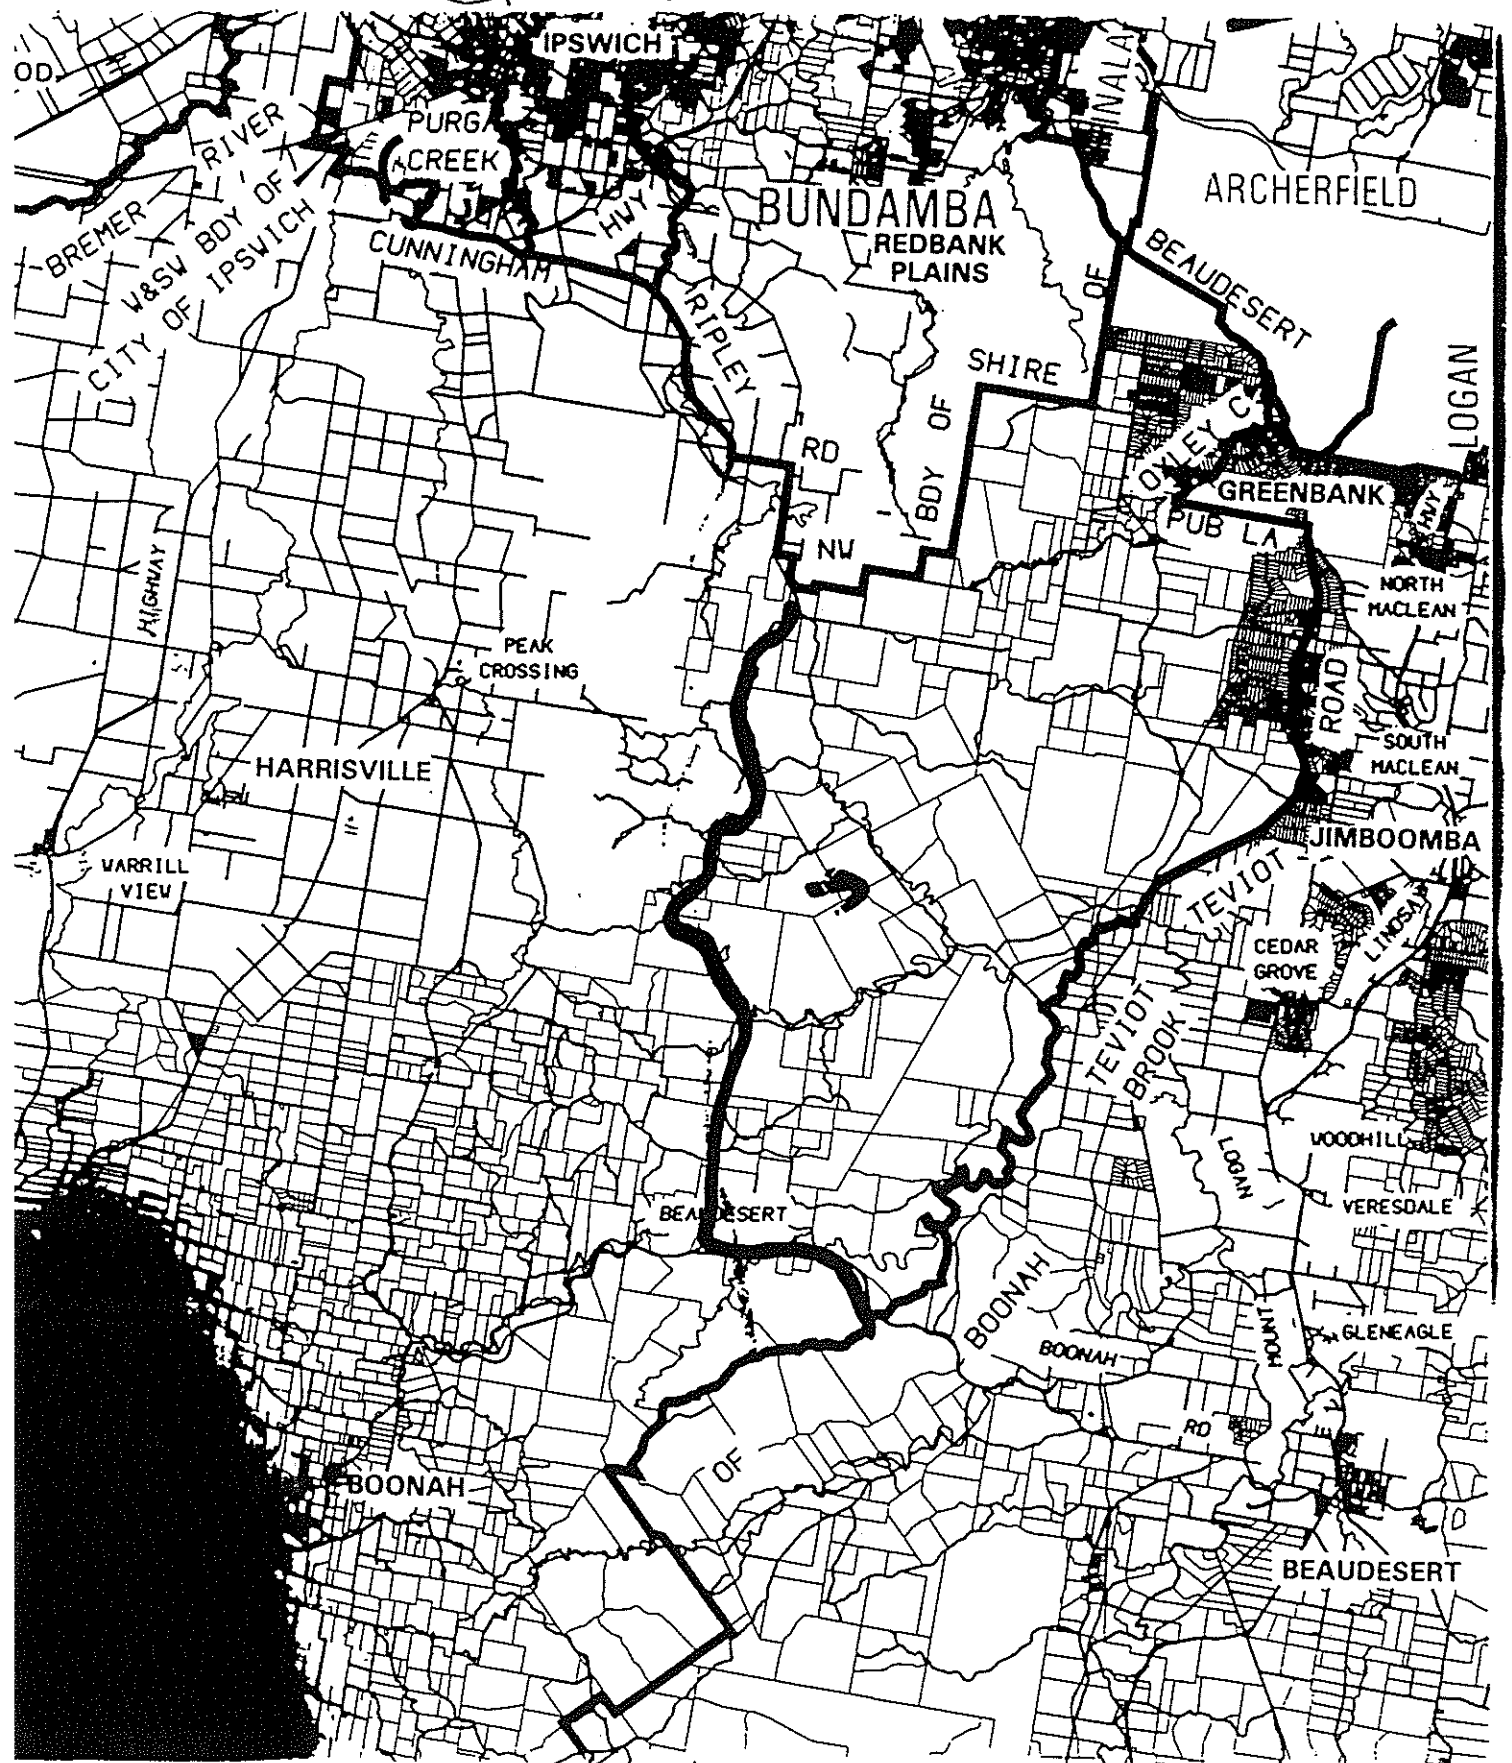 IPSWICH
OD.
INALA
PURGA
CREEK
RIVER
BREMER
W&SW BDY OF
CITY OF IPSWICH
HWY
CUNNINGHAM
BUNDAMBA
REDBANK
PLAINS
ARCHERFIELD
BEAUDESERT
OF
RIPLEY
SHIRE
LOGAN
OF
RD
BDY
OXLEY C
GREENBANK
HWY
PUB LA
NW
HIGHWAY
NORTH
MACLEAN
PEAK
CROSSING
ROAD
SOUTH
MACLEAN
HARRISVILLE
JIMBOOMBA
WARRILL
VIEW
TEVIOT
LINDSAY
CEDAR
GROVE
TEVIOT
BROOK
WOODHILL
LOGAN
VERESDALE
BEAUDESERT
BOONAH
MOUNT
GLENEAGLE
BOONAH
RD
OF
BOONAH
BEAUDESERT